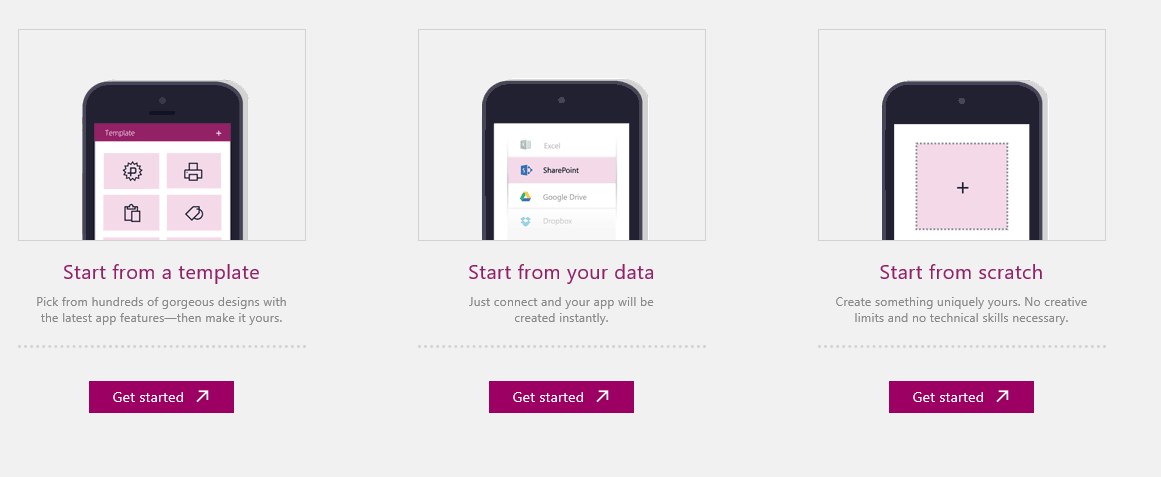 Template +
Excel
SharePoint
Google Drive
Dropbox
+
Start from a template
Pick from hundreds of gorgeous designs with
the latest app features—then make it yours.
Get started
Start from your data
Just connect and your app will be
created instantly.
Get started
Start from scratch
Create something uniquely yours. No creative
limits and no technical skills necessary.
Get started